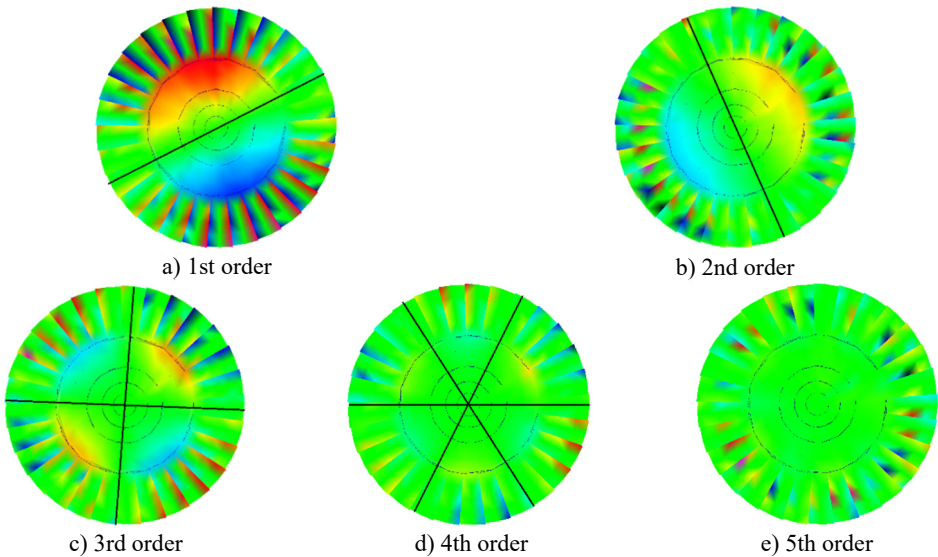 a) 1st order
b) 2nd order
c) 3rd order
d) 4th order
e) 5th order